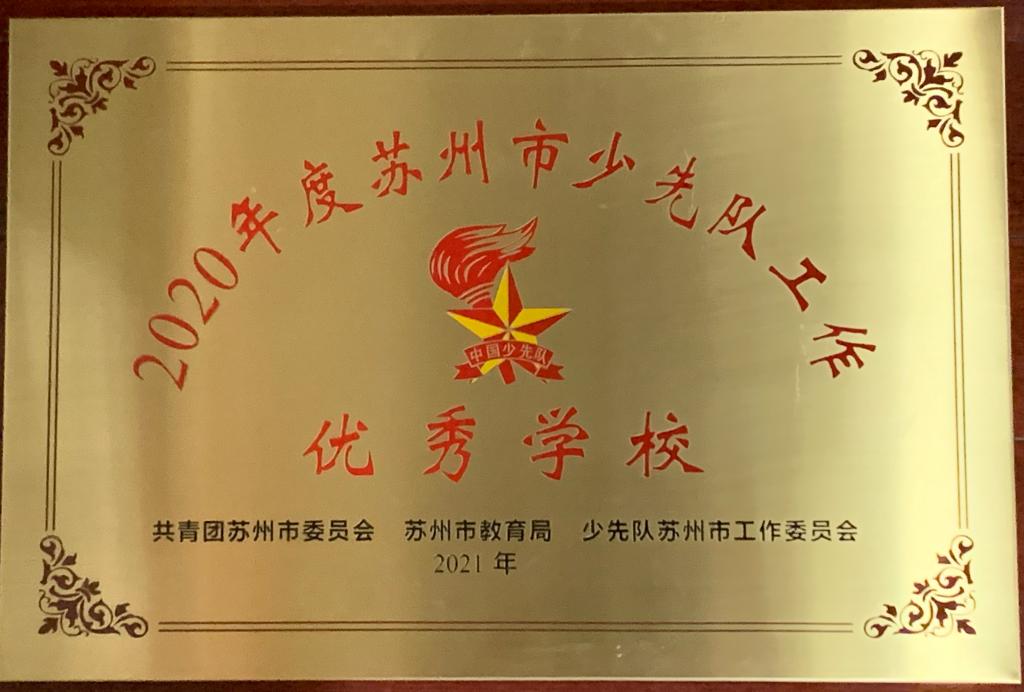 2020年度苏州市少先队工作
中国少先队
优秀学校
共青团苏州市委员会 苏州市教育局 少先队苏州市工作委员会
2021 年